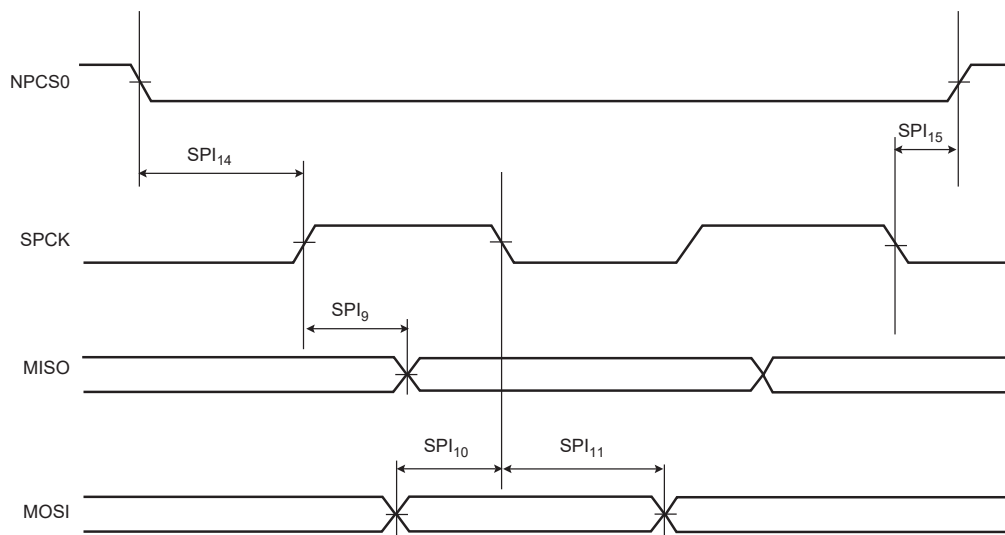 NPCS0
SPI₁₅
SPI₁₄
SPCK
SPI₉
MISO
SPI₁₀ SPI₁₁
MOSI